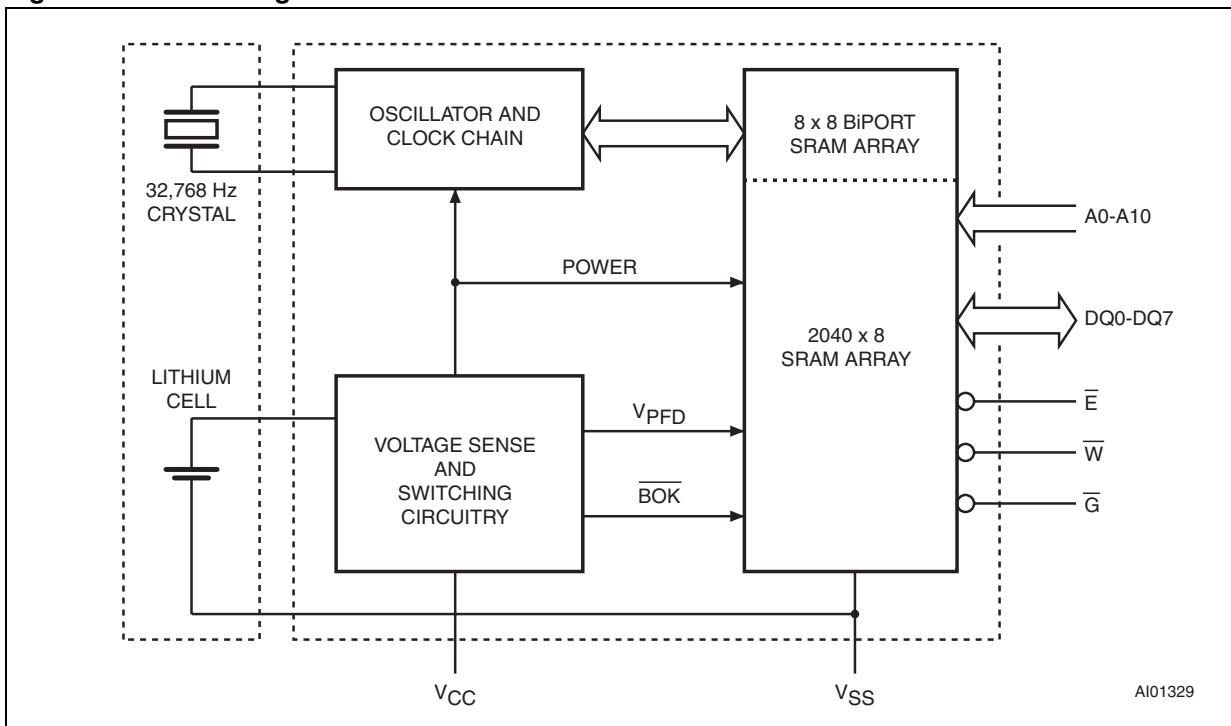 OSCILLATOR AND
CLOCK CHAIN
8 x 8 BiPORT
SRAM ARRAY
32,768 Hz
CRYSTAL
A0-A10
POWER
DQ0-DQ7
2040 x 8
SRAM ARRAY
LITHIUM
CELL
VOLTAGE SENSE
AND
SWITCHING
CIRCUITRY
VPFD
B̅O̅K̅
E̅
W̅
G̅
VCC
VSS
AI01329